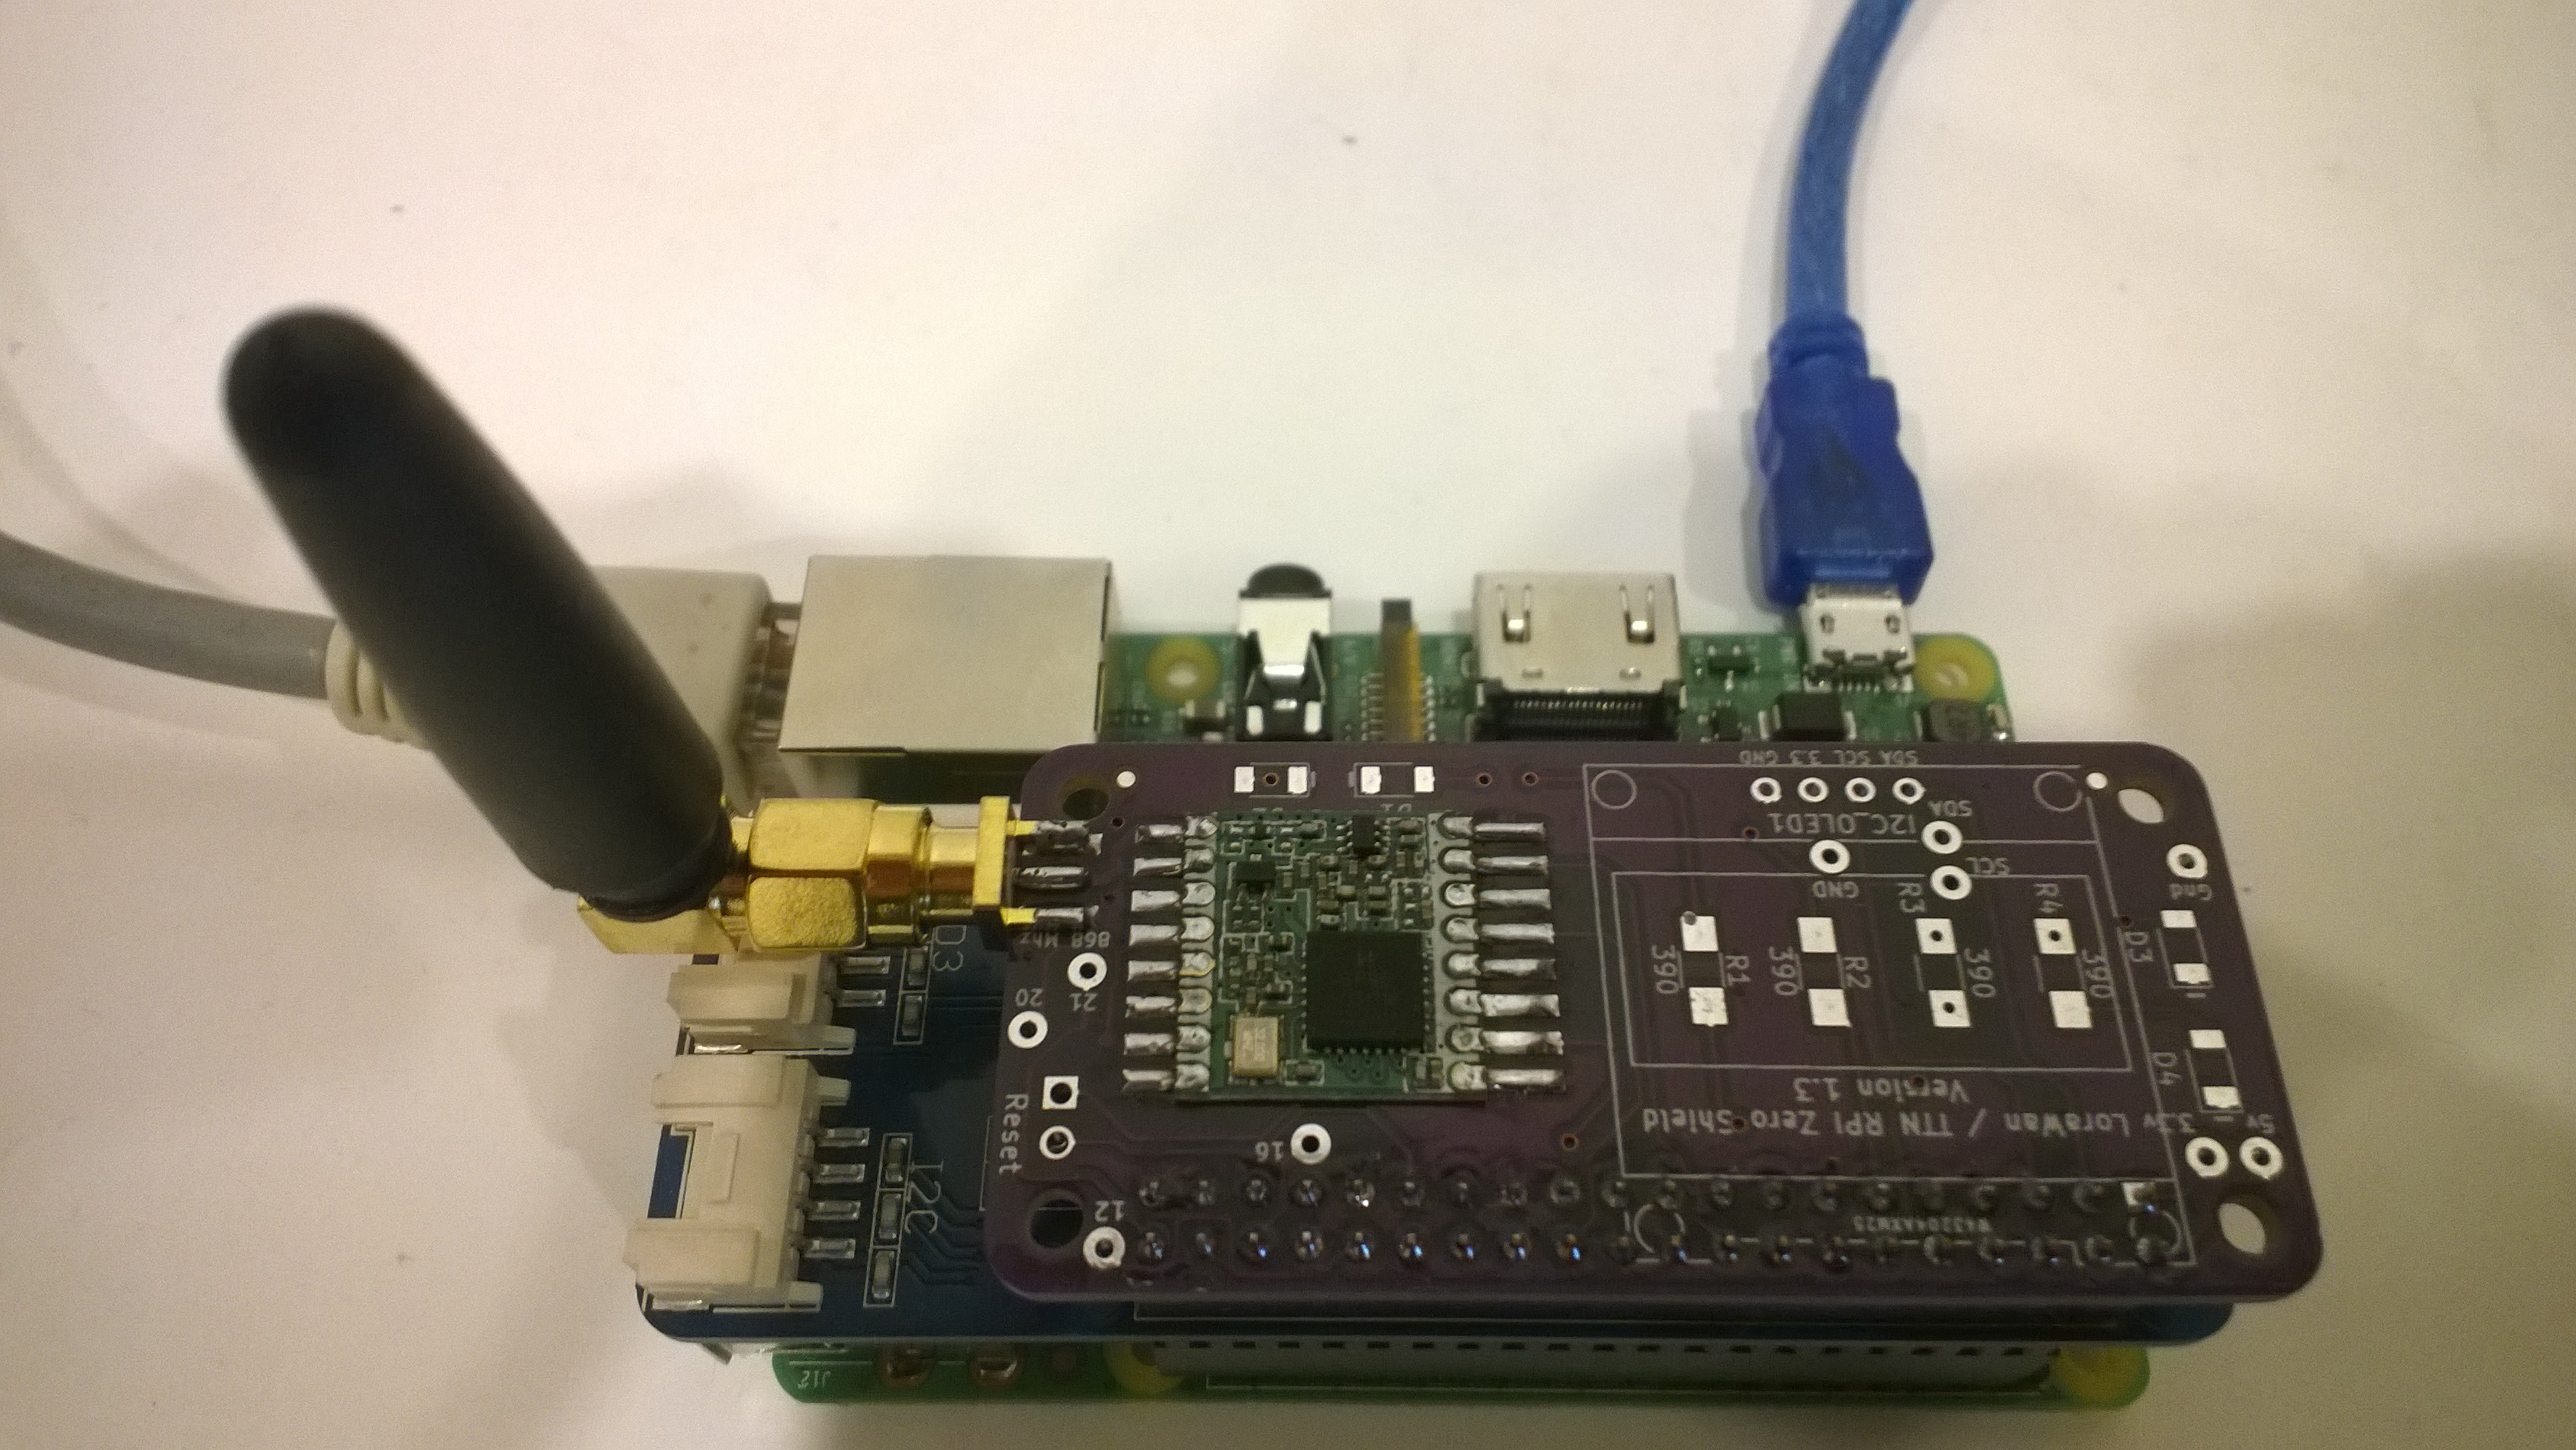 SDA SCL 3.3 GND
I2C_OLED1
SDA
SCL
GND
Gnd
R3
R4
R1
R2
390
390
390
390
D3
D4
868 Mhz
21
20
Reset
16
12
Version 1.3
LoraWan / TTN RPI Zero Shield
3.3v
5v
D3
I2C
D1